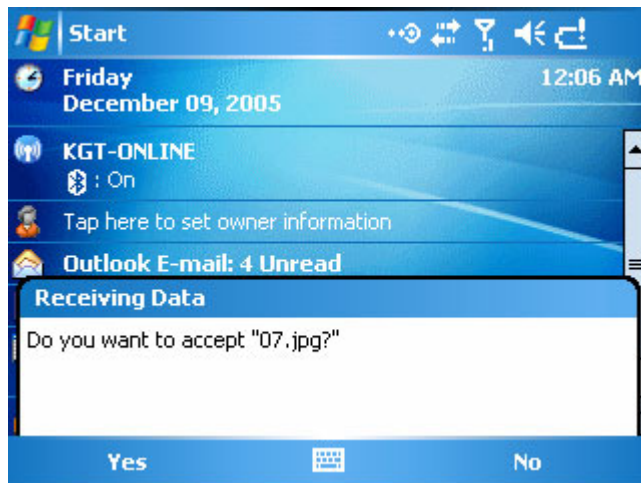 Start
Friday 12:06 AM
December 09, 2005
KGT-ONLINE
: On
Tap here to set owner information
Outlook E-mail: 4 Unread
Receiving Data
Do you want to accept "07.jpg?"
Yes No